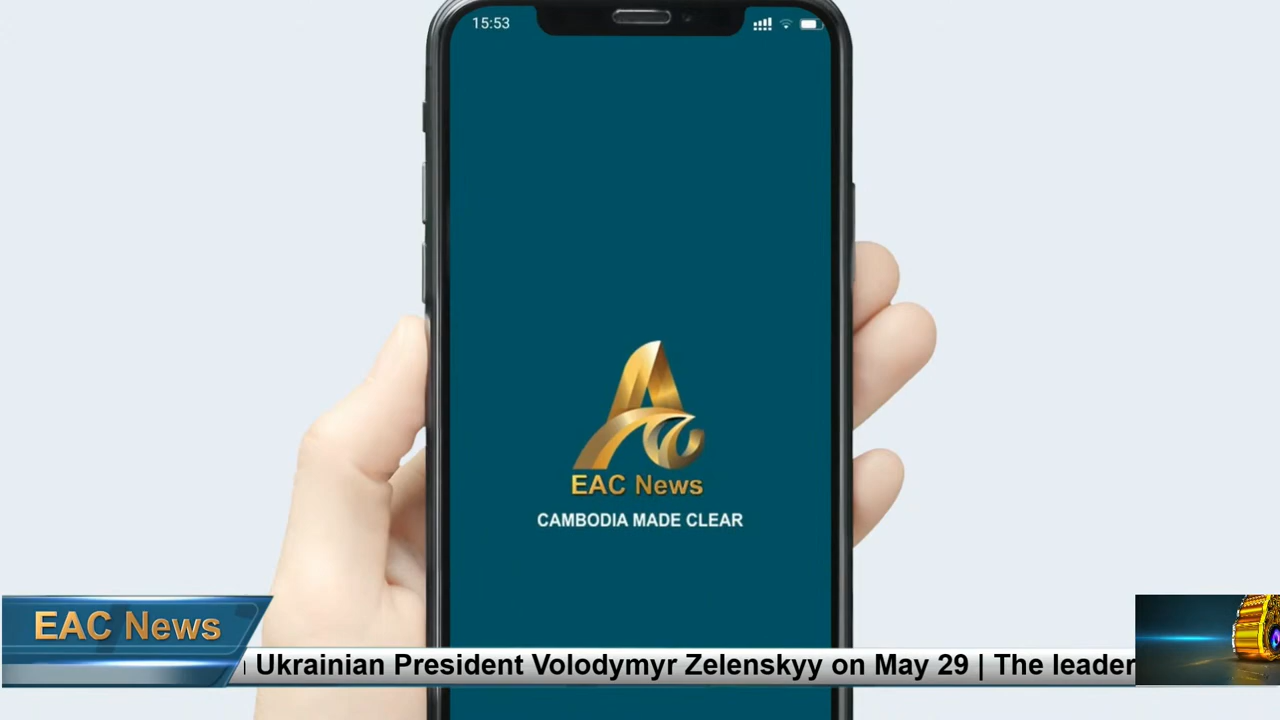 15:53
EAC News
CAMBODIA MADE CLEAR
EAC News
Ukrainian President Volodymyr Zelenskyy on May 29 | The leader